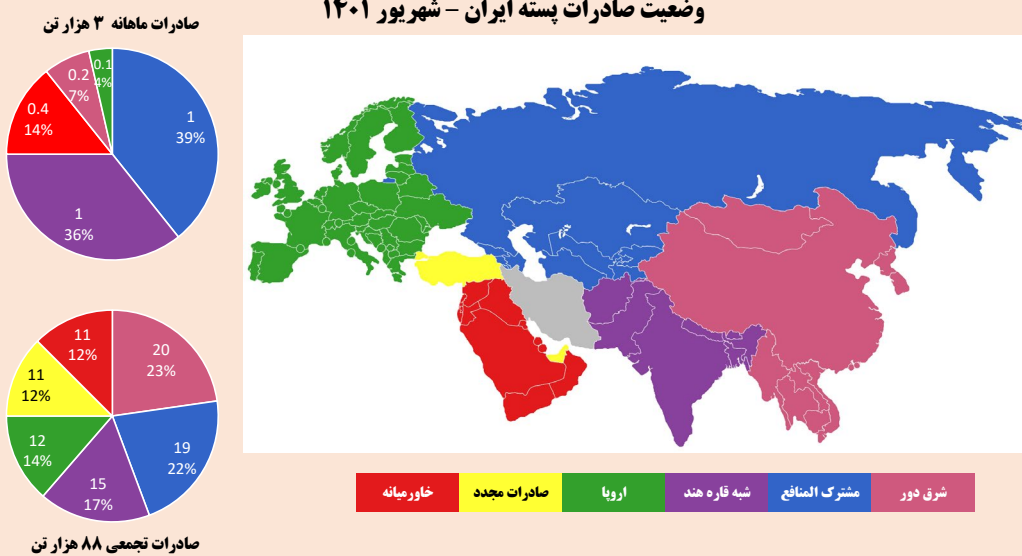 وضعیت صادرات پسته ایران - شهریور ۱۴۰۱
صادرات ماهانه ۳ هزار تن
1
39%
1
36%
0.4
14%
0.2
7%
0.1
4%
20
23%
19
22%
15
17%
12
14%
11
12%
11
12%
صادرات تجمعی ۸۸ هزار تن
شرق دور
مشترک المنافع
شبه قاره هند
اروپا
صادرات مجدد
خاورمیانه